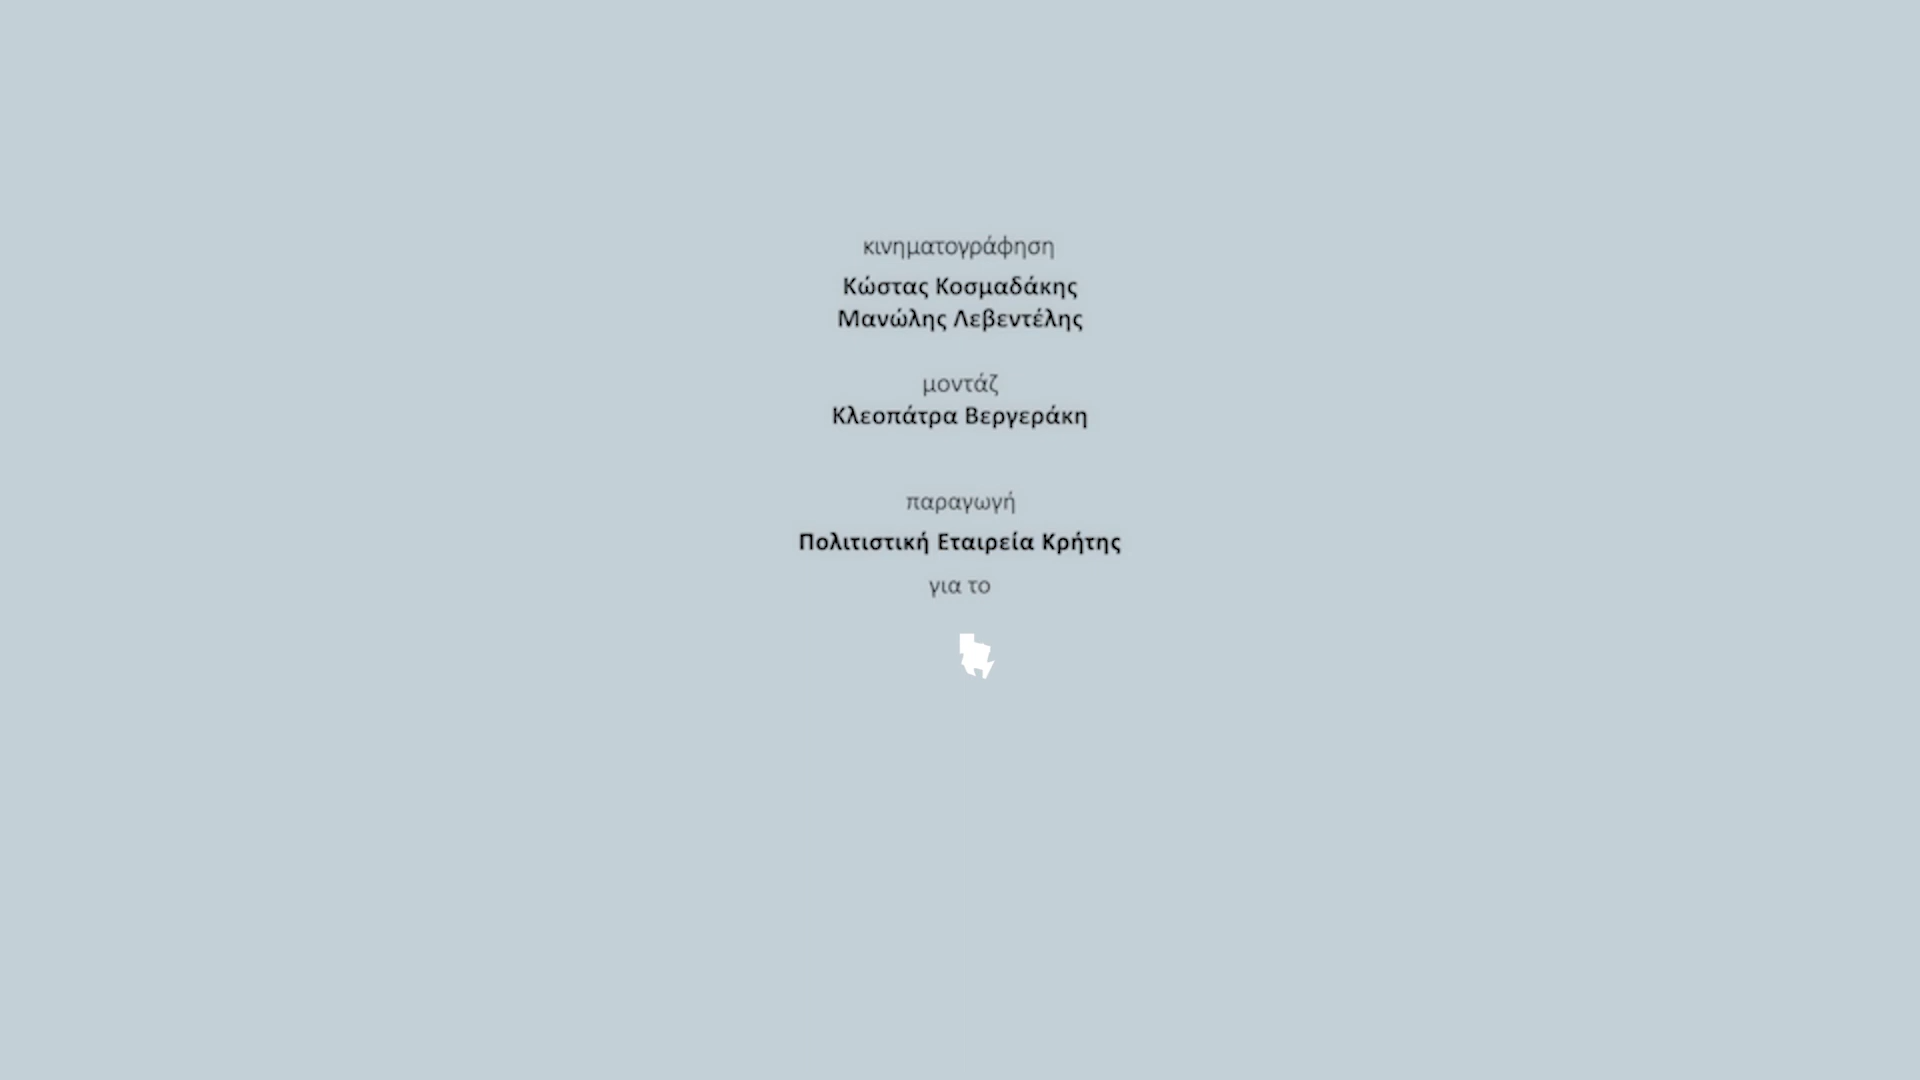 κινηματογράφηση
Κώστας Κοσμαδάκης
Μανώλης Λεβεντέλης
μοντάζ
Κλεοπάτρα Βεργεράκη
παραγωγή
Πολιτιστική Εταιρεία Κρήτης
για το